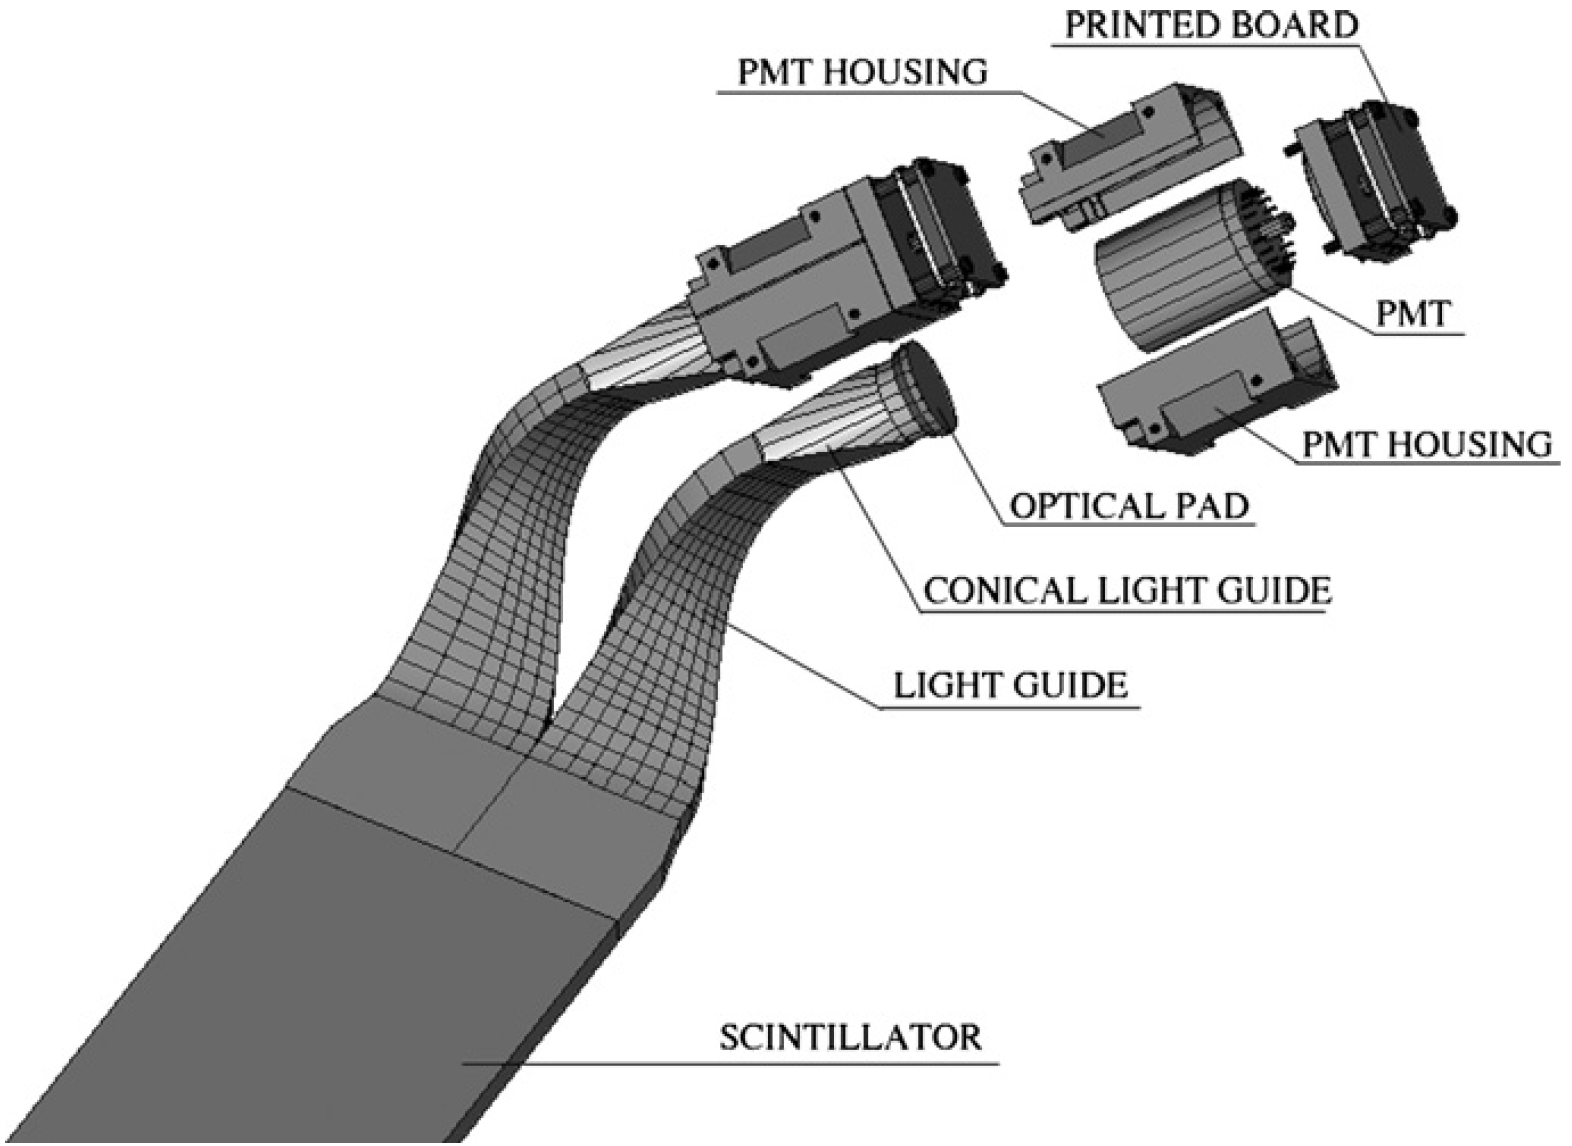 PRINTED BOARD
PMT HOUSING
PMT
PMT HOUSING
OPTICAL PAD
CONICAL LIGHT GUIDE
LIGHT GUIDE
SCINTILLATOR